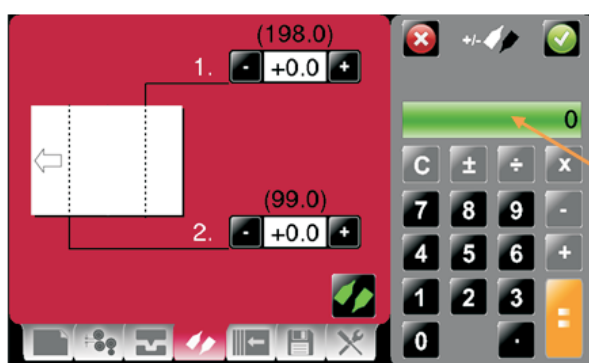 (198.0)
1. - +0.0 +
(99.0)
2. - +0.0 +
+/-
0
C ± ÷ x
7 8 9 -
4 5 6 +
1 2 3 =
0 .